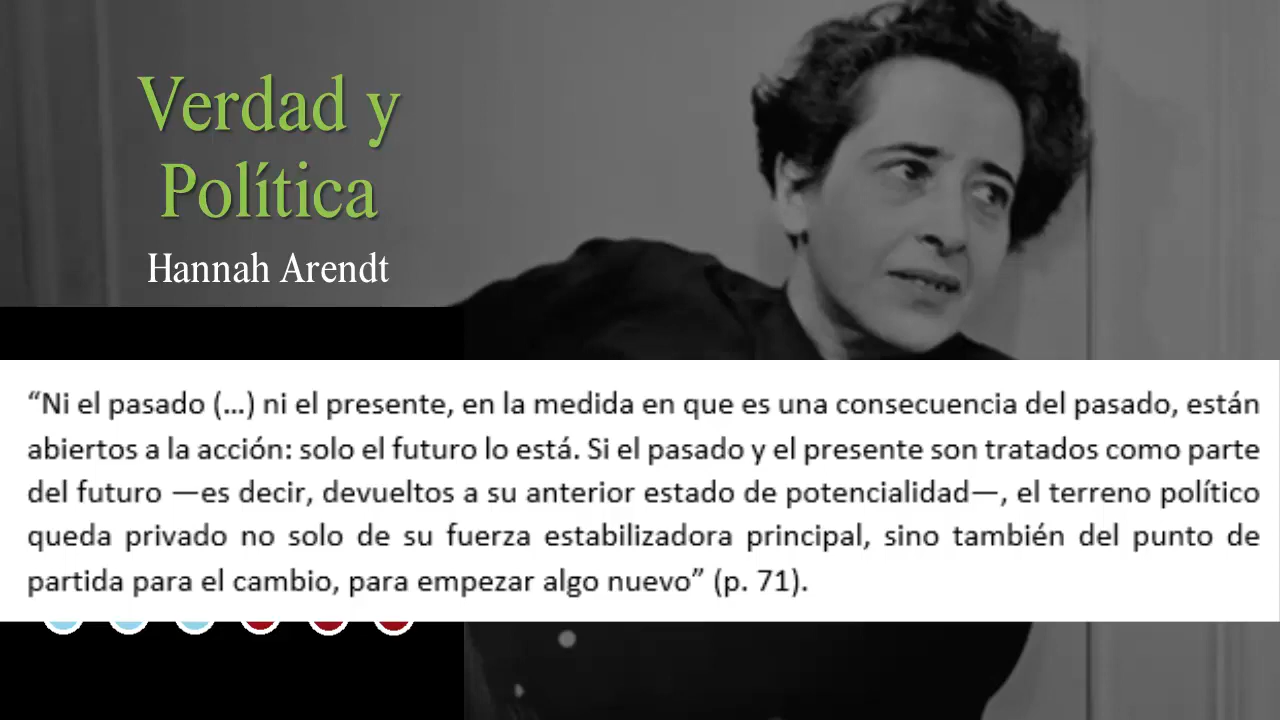 Verdad y
Política
Hannah Arendt
“Ni el pasado (…) ni el presente, en la medida en que es una consecuencia del pasado, están
abiertos a la acción: solo el futuro lo está. Si el pasado y el presente son tratados como parte
del futuro —es decir, devueltos a su anterior estado de potencialidad—, el terreno político
queda privado no solo de su fuerza estabilizadora principal, sino también del punto de
partida para el cambio, para empezar algo nuevo” (p. 71).